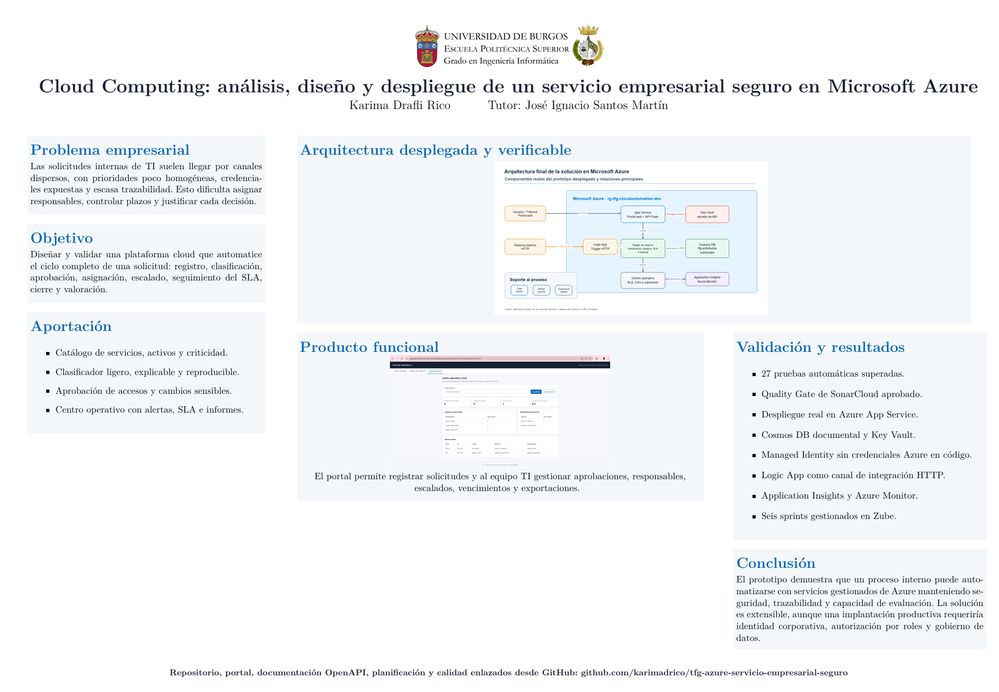 UNIVERSIDAD DE BURGOS
ESCUELA POLITÉCNICA SUPERIOR
Grado en Ingeniería Informática
Cloud Computing: análisis, diseño y despliegue de un servicio empresarial seguro en Microsoft Azure
Karima Drafli Rico Tutor: José Ignacio Santos Martín
Problema empresarial
Las solicitudes internas de TI suelen llegar por canales
dispersos, con prioridades poco homogéneas, credencia-
les expuestas y escasa trazabilidad. Esto dificulta asignar
responsables, controlar plazos y justificar cada decisión.
Objetivo
Diseñar y validar una plataforma cloud que automatice
el ciclo completo de una solicitud: registro, clasificación,
aprobación, asignación, escalado, seguimiento del SLA,
cierre y valoración.
Aportación
Catálogo de servicios, activos y criticidad.
Clasificador ligero, explicable y reproducible.
Aprobación de accesos y cambios sensibles.
Centro operativo con alertas, SLA e informes.
Arquitectura desplegada y verificable
Arquitectura final de la solución en Microsoft Azure
Componentes reales del prototipo desplegado y relaciones principales
Microsoft Azure · rg-tfg-cloudautomation-dev
Usuario / Tribunal
Portal web
HTTPS
App Service
Portal web + API Flask
Managed Identity
Key Vault
secreto de API
validar
Sistema externo
HTTP
POST externo
Logic App
Trigger HTTP
API
Reglas de negocio
clasificación, impacto, SLA
e historial
documentos JSON
Cosmos DB
tfg-solicitudes
solicitudes
gestión
Centro operativo
SLA, CSV y valoración
telemetría
Application Insights
Azure Monitor
Soporte al proceso
Zube
sprints
GitHub
commits
SonarCloud
calidad
Fuente: elaboración propia. No se muestran secretos, cadenas de conexión ni URLs firmadas.
Producto funcional
Portal de Solicitudes TI
Nueva solicitud Gestión del equipo TI Centro operativo
Centro operativo y SLA
Actualizar Exportar CSV
0 0 1 0 h
Carga por responsable
Distribución por servicio
Alertas activas
El portal permite registrar solicitudes y al equipo TI gestionar aprobaciones, responsables,
escalados, vencimientos y exportaciones.
Validación y resultados
27 pruebas automáticas superadas.
Quality Gate de SonarCloud aprobado.
Despliegue real en Azure App Service.
Cosmos DB documental y Key Vault.
Managed Identity sin credenciales Azure en código.
Logic App como canal de integración HTTP.
Application Insights y Azure Monitor.
Seis sprints gestionados en Zube.
Conclusión
El prototipo demuestra que un proceso interno puede auto-
matizarse con servicios gestionados de Azure manteniendo se-
guridad, trazabilidad y capacidad de evaluación. La solución
es extensible, aunque una implantación productiva requeriría
identidad corporativa, autorización por roles y gobierno de
datos.
Repositorio, portal, documentación OpenAPI, planificación y calidad enlazados desde GitHub: github.com/karimadrico/tfg-azure-servicio-empresarial-seguro